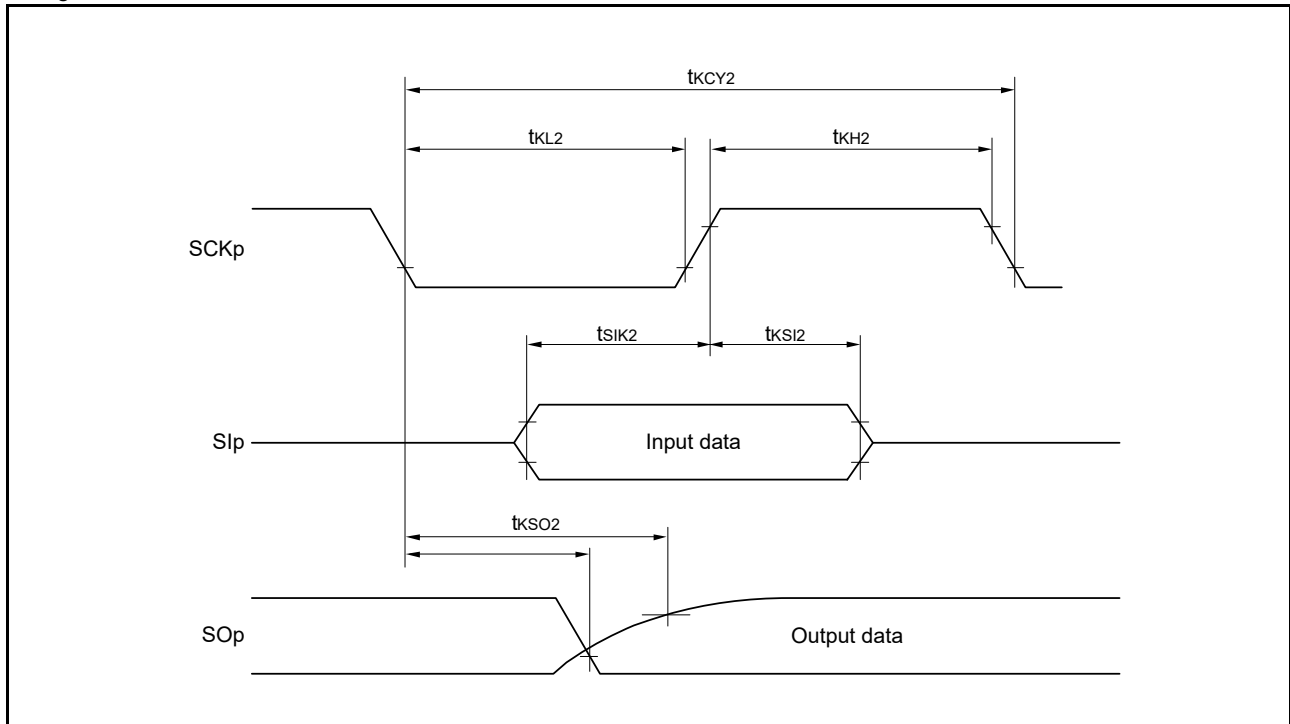 tKCY2
tKL2
tKH2
SCKp
tSIK2
tKSI2
SIp
Input data
tKSO2
SOp
Output data